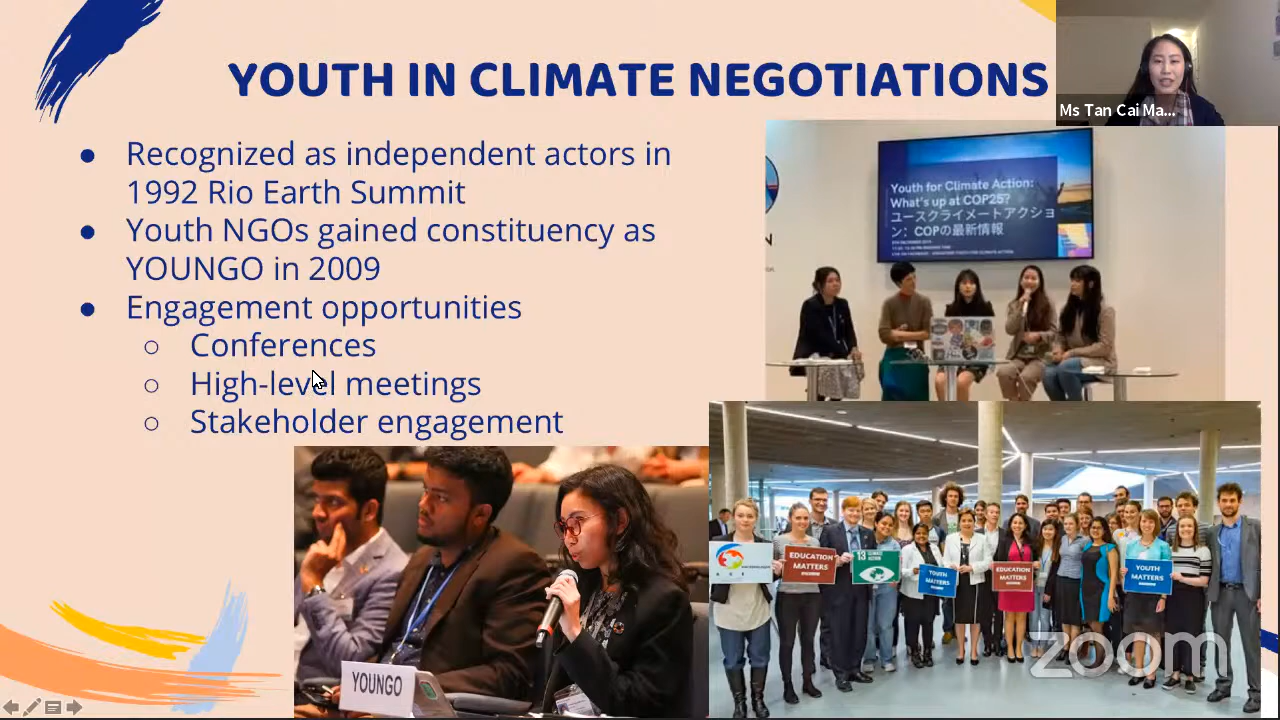 YOUTH IN CLIMATE NEGOTIATIONS
Ms Tan Cai Ma...
● Recognized as independent actors in
1992 Rio Earth Summit
● Youth NGOs gained constituency as
YOUNGO in 2009
● Engagement opportunities
○ Conferences
○ High-level meetings
○ Stakeholder engagement
Youth for Climate Action:
What's up at COP25?
ユースクライメートアクショ
ン：COPの最新情報
N
YOUNGO
EDUCATION
MATTERS
13 CLIMATE
ACTION
YOUTH
MATTERS
EDUCATION
MATTERS
YOUTH
MATTERS
zoom